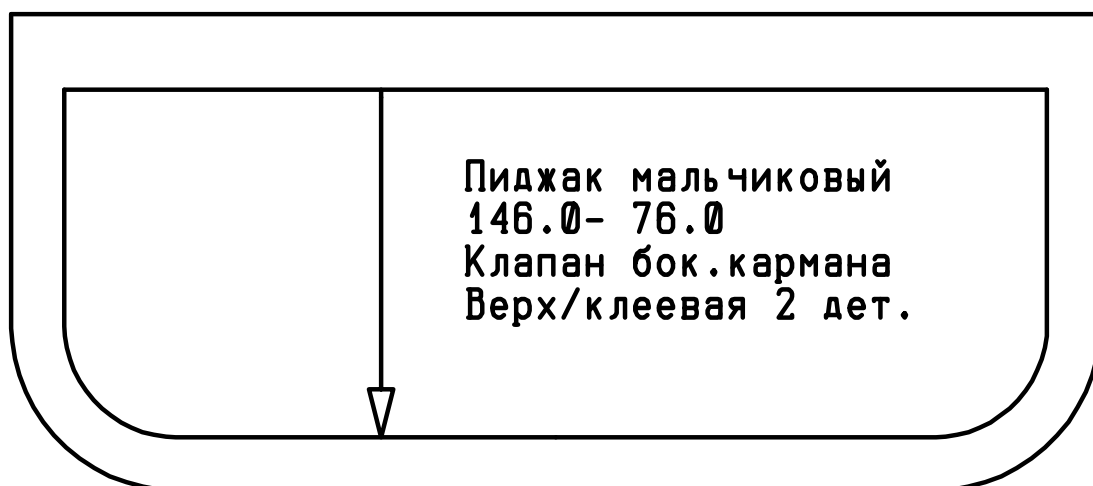 Пиджак мальчиковый
146.0- 76.0
Клапан бок.кармана
Верх/клеевая 2 дет.